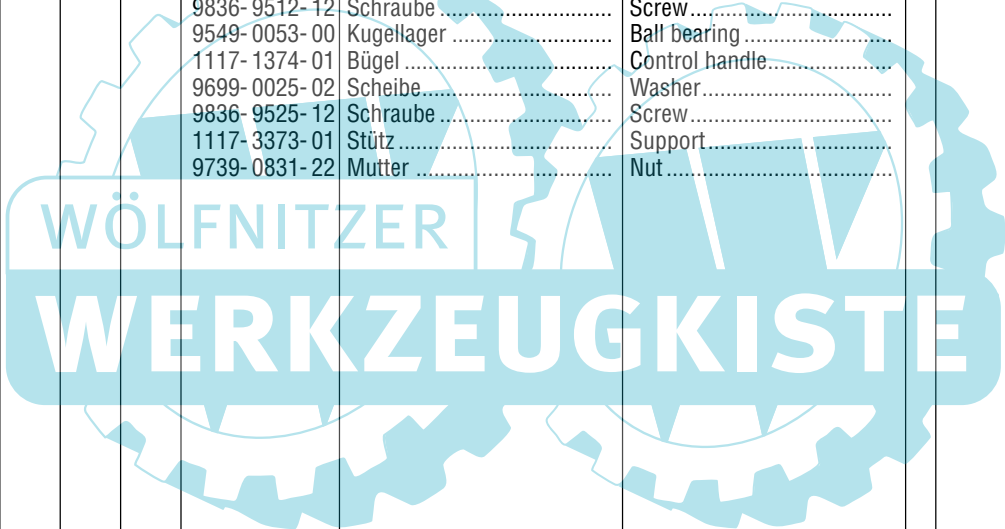 9836-9512-12 Schraube ............................ Screw ..................................
9549-0053-00 Kugellager .......................... Ball bearing ........................
1117-1374-01 Bügel .................................. Control handle....................
9699-0025-02 Scheibe............................... Washer...............................
9836-9525-12 Schraube ............................ Screw..................................
1117-3373-01 Stütz ................................... Support..............................
9739-0831-22 Mutter ................................ Nut .....................................
WÖLFNITZER
WERKZEUGKISTE